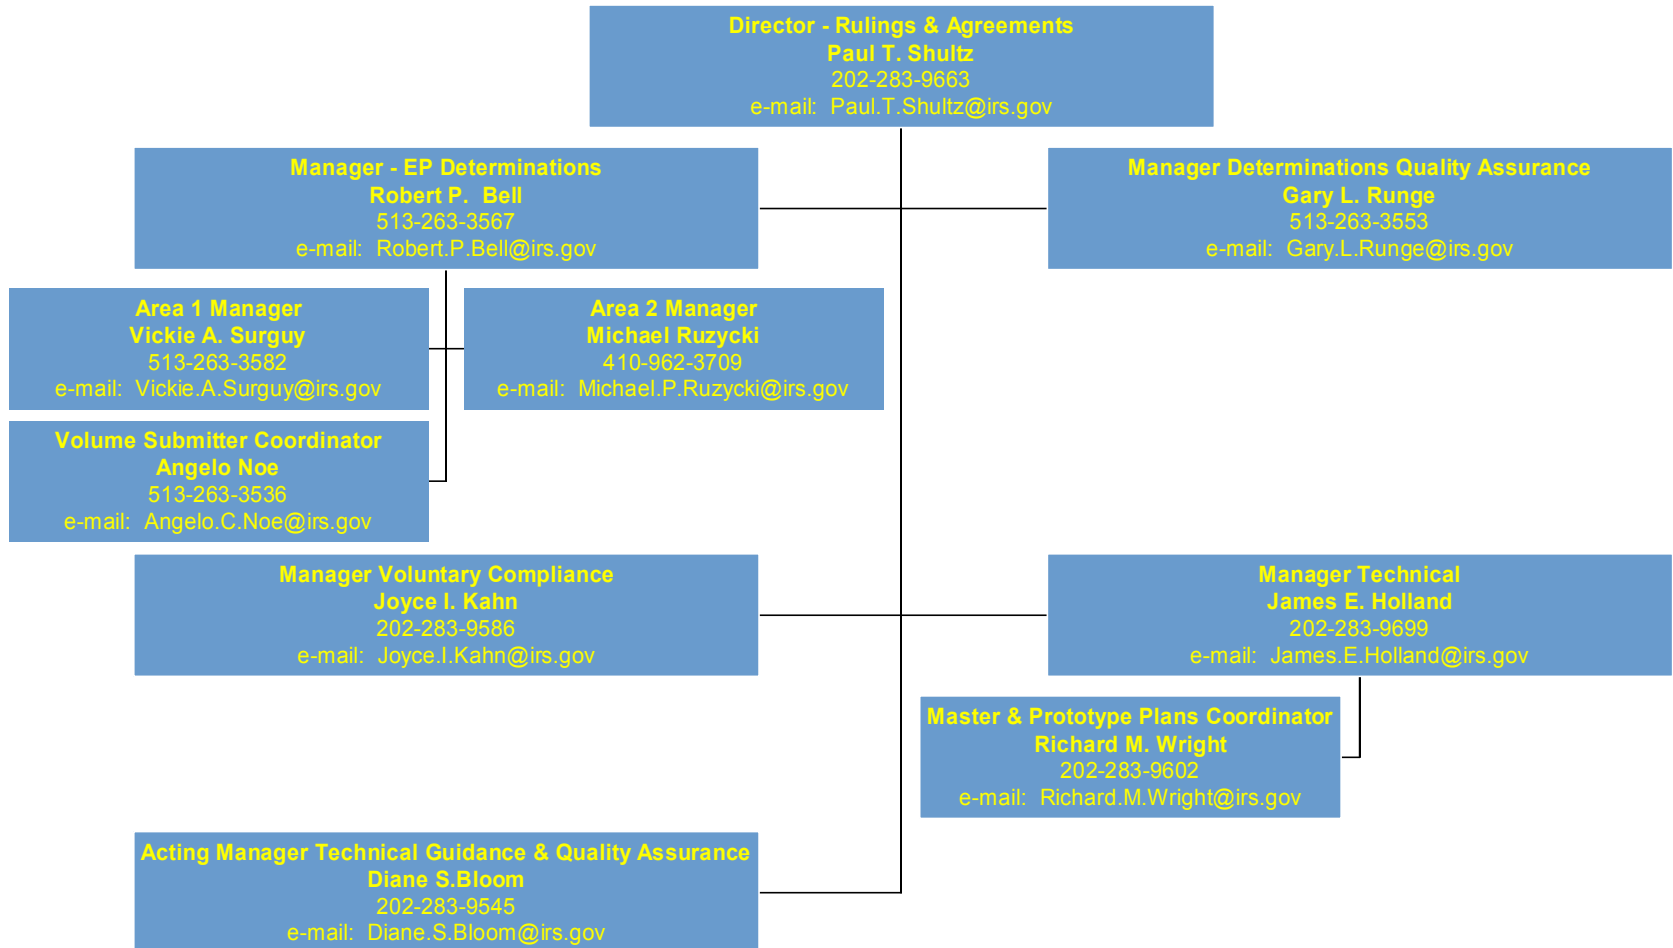 Director - Rulings & Agreements
Paul T. Shultz
202-283-9663
e-mail:  Paul.T.Shultz@irs.gov
Manager - EP Determinations
Robert P.  Bell
513-263-3567
e-mail:  Robert.P.Bell@irs.gov
Manager Determinations Quality Assurance
Gary L. Runge
513-263-3553
e-mail:  Gary.L.Runge@irs.gov
Area 1 Manager
Vickie A. Surguy
513-263-3582
e-mail:  Vickie.A.Surguy@irs.gov
Area 2 Manager
Michael Ruzycki
410-962-3709
e-mail:  Michael.P.Ruzycki@irs.gov
Volume Submitter Coordinator
Angelo Noe
513-263-3536
e-mail:  Angelo.C.Noe@irs.gov
Manager Voluntary Compliance
Joyce I. Kahn
202-283-9586
e-mail:  Joyce.I.Kahn@irs.gov
Manager Technical
James E. Holland
202-283-9699
e-mail:  James.E.Holland@irs.gov
Master & Prototype Plans Coordinator
Richard M. Wright
202-283-9602
e-mail:  Richard.M.Wright@irs.gov
Acting Manager Technical Guidance & Quality Assurance
Diane S.Bloom
202-283-9545
e-mail:  Diane.S.Bloom@irs.gov